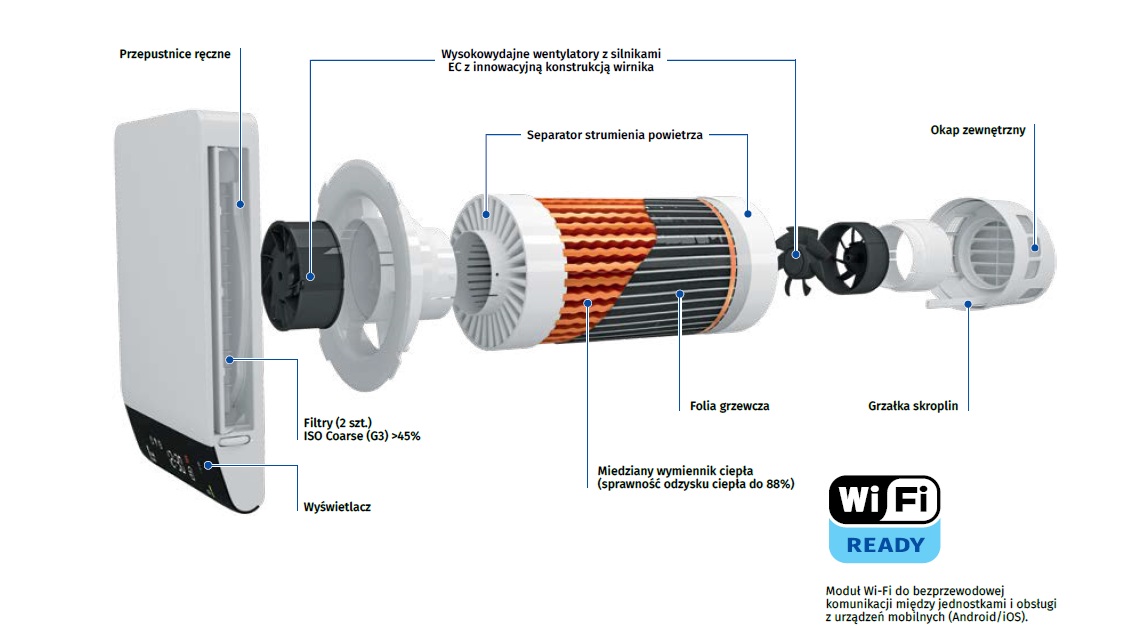 Przepustnice ręczne
Wysokowydajne wentylatory z silnikami
EC z innowacyjną konstrukcją wirnika
Separator strumienia powietrza
Okap zewnętrzny
Folia grzewcza
Grzałka skroplin
Filtry (2 szt.)
ISO Coarse (G3) >45%
Miedziany wymiennik ciepła
(sprawność odzysku ciepła do 88%)
Wyświetlacz
Wi Fi
READY
Moduł Wi-Fi do bezprzewodowej
komunikacji między jednostkami i obsługi
z urządzeń mobilnych (Android/iOS).